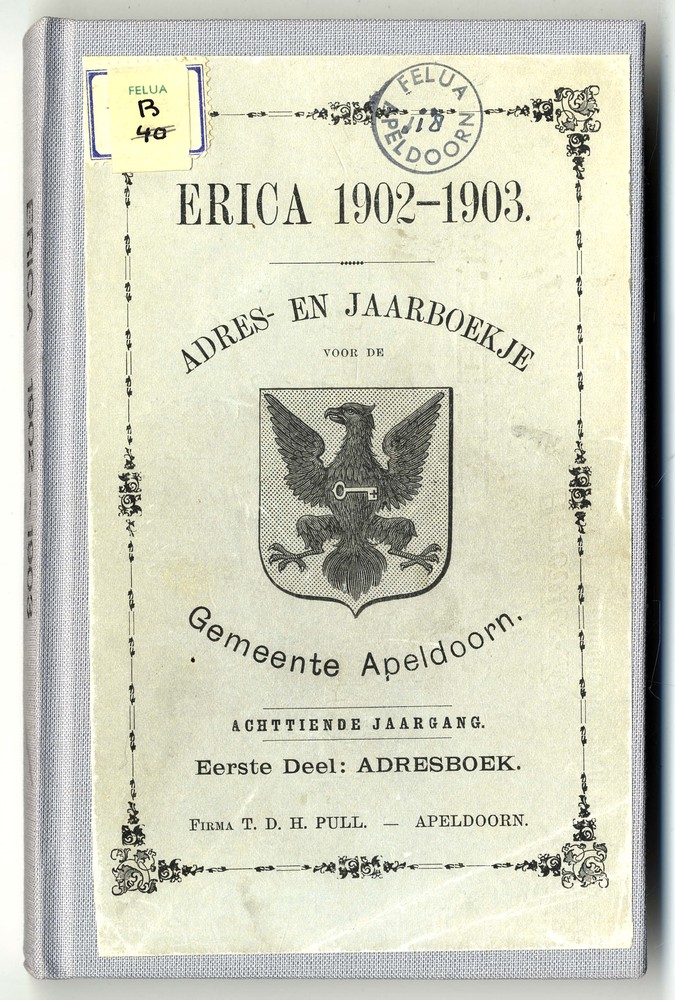 FELUA
B
40
FELUA
APELDOORN
ERICA 1902–1903.
ADRES- EN JAARBOEKJE
VOOR DE
Gemeente Apeldoorn.
ACHTTIENDE JAARGANG.
Eerste Deel: ADRESBOEK.
FIRMA T. D. H. PULL. — APELDOORN.
ERICA 1902 — 1903